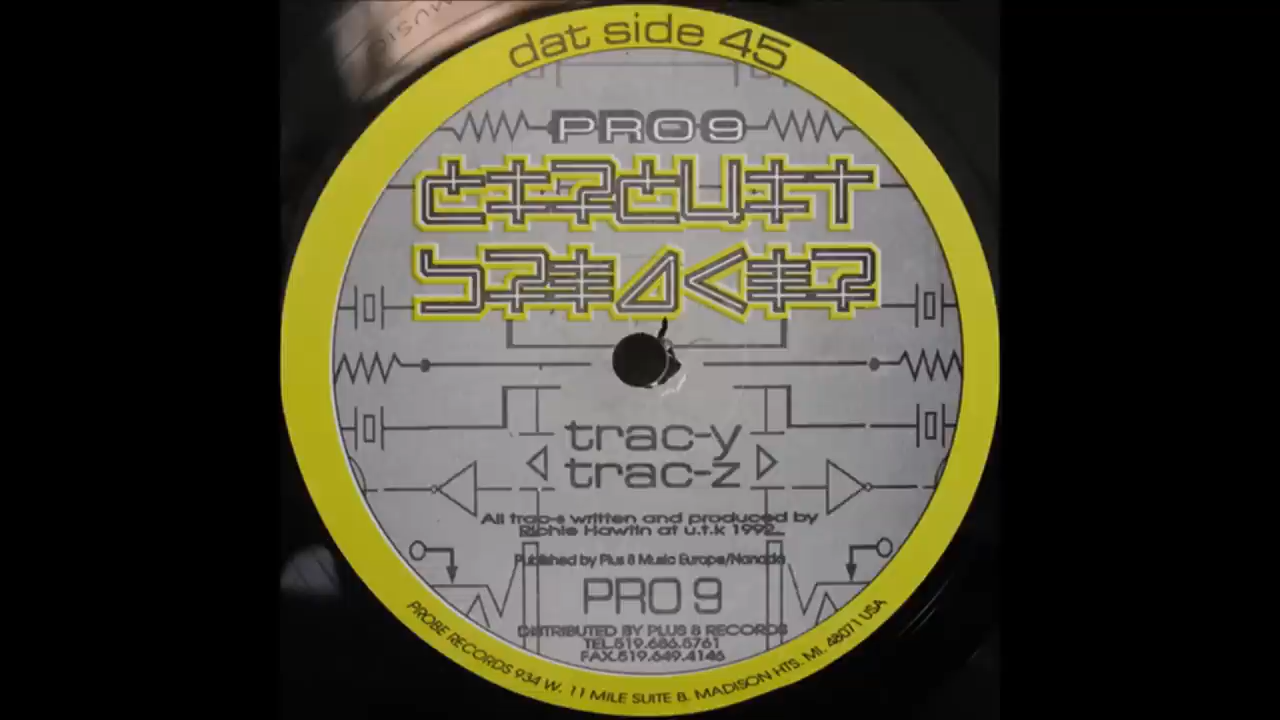 MUSIC
dat side 45
PRO 9
CIRCUIT
BREAKER
trac-y
trac-z
All trac-s written and produced by
Richie Hawtin at u.t.k 1992
Published by Plus 8 Music Europe/Nanada
PRO 9
DISTRIBUTED BY PLUS 8 RECORDS
TEL.519.686.5761
FAX.519.649.4146
PROBE RECORDS 934 W. 11 MILE SUITE B. MADISON HTS. MI. 48071 USA